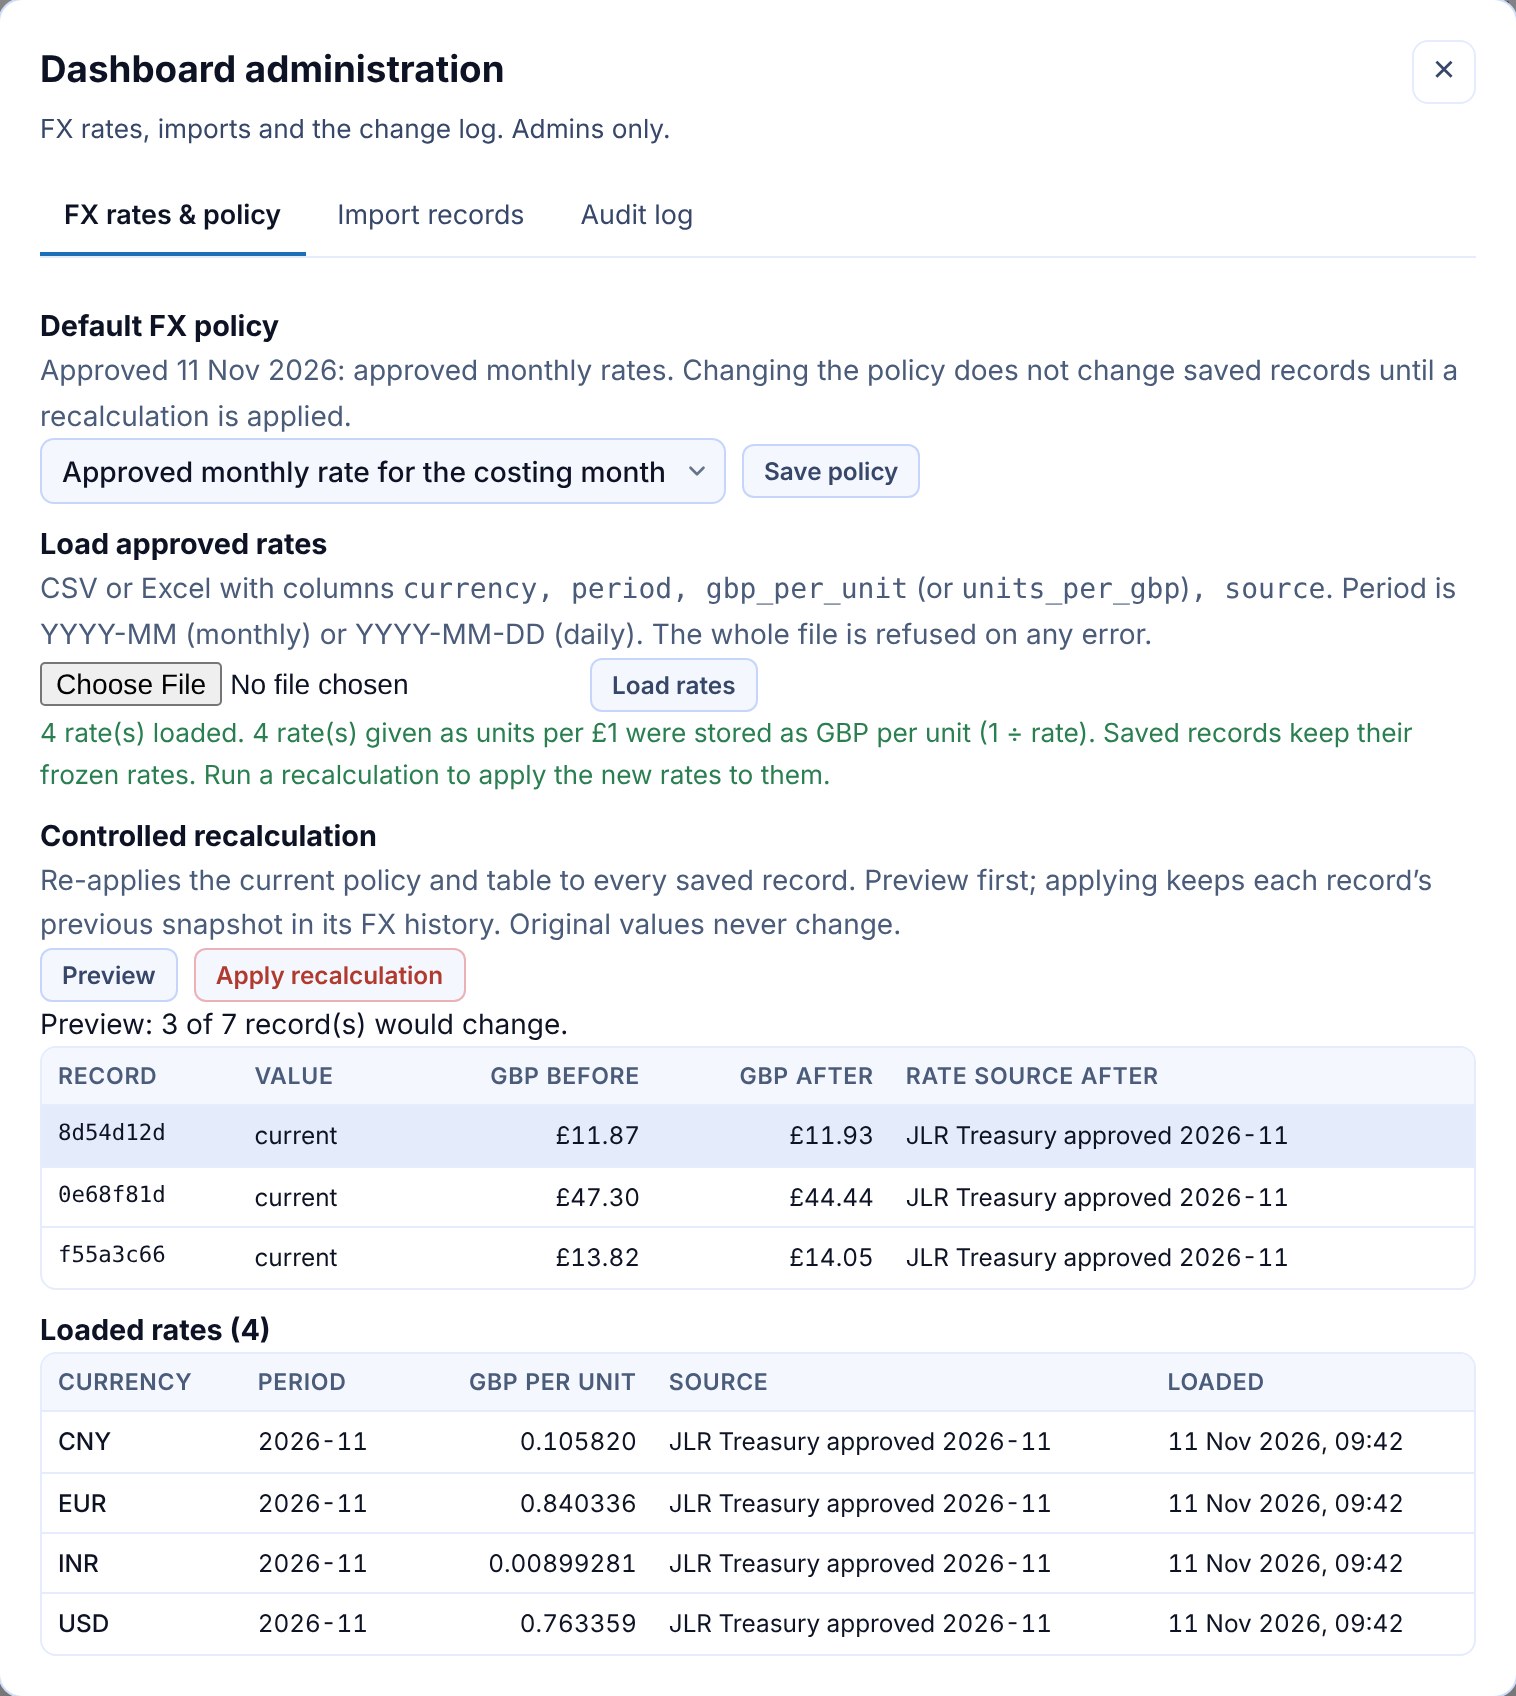 Dashboard administration
×
FX rates, imports and the change log. Admins only.
FX rates & policy Import records Audit log
Default FX policy
Approved 11 Nov 2026: approved monthly rates. Changing the policy does not change saved records until a
recalculation is applied.
Approved monthly rate for the costing month Save policy
Load approved rates
CSV or Excel with columns currency, period, gbp_per_unit (or units_per_gbp), source. Period is
YYYY-MM (monthly) or YYYY-MM-DD (daily). The whole file is refused on any error.
Choose File No file chosen Load rates
4 rate(s) loaded. 4 rate(s) given as units per £1 were stored as GBP per unit (1 ÷ rate). Saved records keep their
frozen rates. Run a recalculation to apply the new rates to them.
Controlled recalculation
Re-applies the current policy and table to every saved record. Preview first; applying keeps each record’s
previous snapshot in its FX history. Original values never change.
Preview Apply recalculation
Preview: 3 of 7 record(s) would change.
RECORD VALUE GBP BEFORE GBP AFTER RATE SOURCE AFTER
8d54d12d current £11.87 £11.93 JLR Treasury approved 2026-11
0e68f81d current £47.30 £44.44 JLR Treasury approved 2026-11
f55a3c66 current £13.82 £14.05 JLR Treasury approved 2026-11
Loaded rates (4)
CURRENCY PERIOD GBP PER UNIT SOURCE LOADED
CNY 2026-11 0.105820 JLR Treasury approved 2026-11 11 Nov 2026, 09:42
EUR 2026-11 0.840336 JLR Treasury approved 2026-11 11 Nov 2026, 09:42
INR 2026-11 0.00899281 JLR Treasury approved 2026-11 11 Nov 2026, 09:42
USD 2026-11 0.763359 JLR Treasury approved 2026-11 11 Nov 2026, 09:42